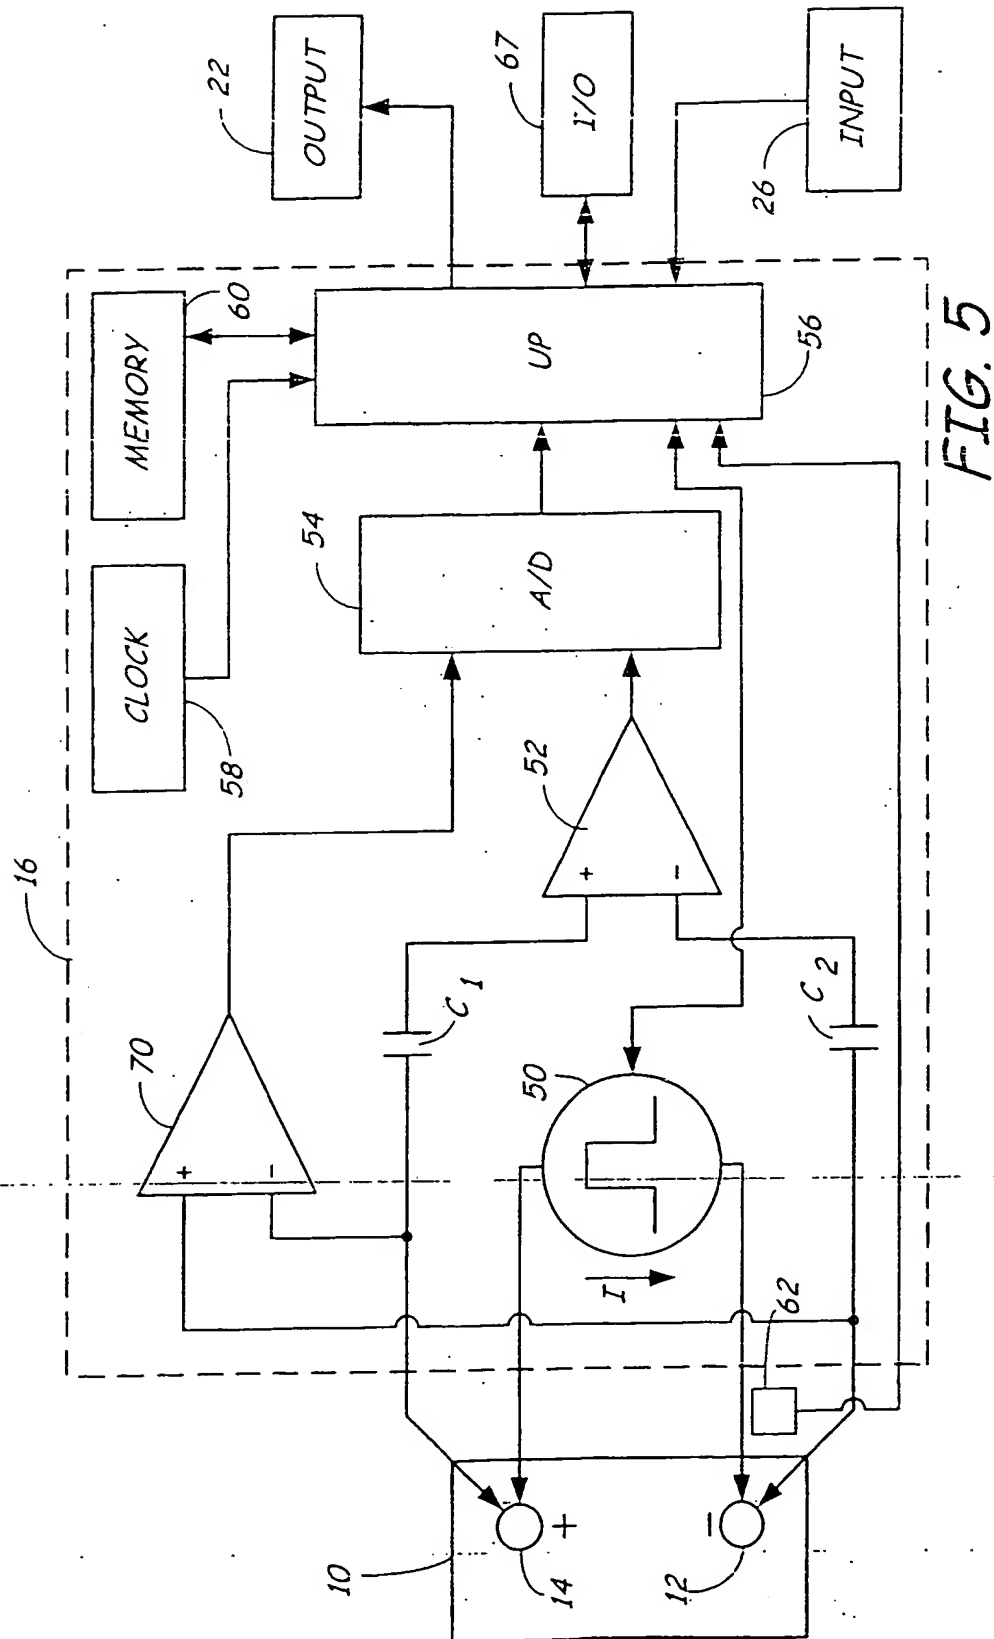 16
MEMORY
60
CLOCK
58
70
+
−
C1
52
+
−
54
A/D
UP
56
OUTPUT
22
I/O
67
INPUT
26
50
I
C2
62
10
14
+
12
−
FIG. 5